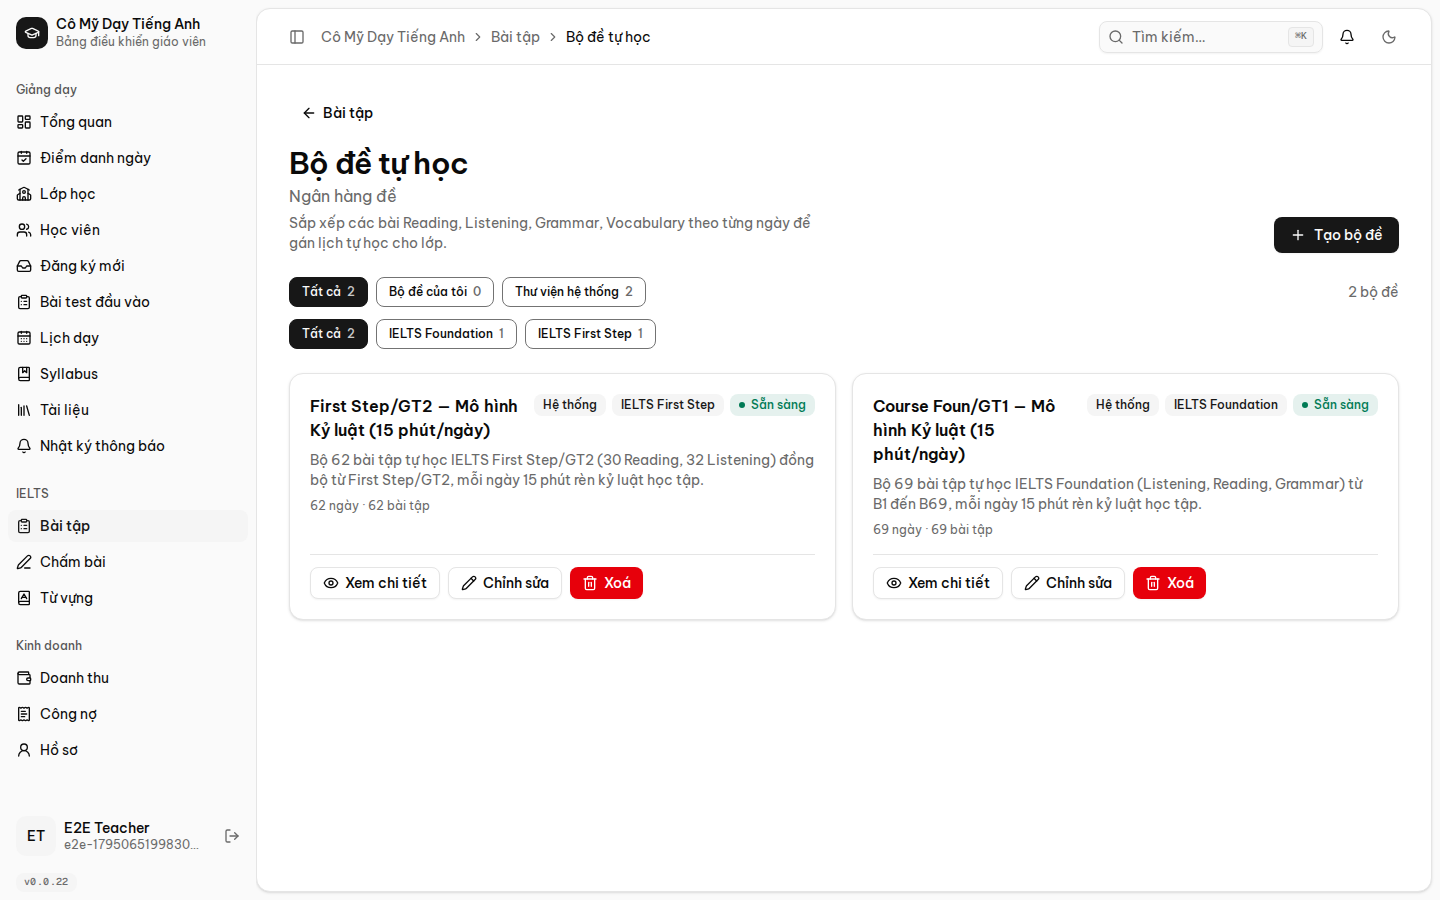 Cô Mỹ Dạy Tiếng Anh
Bảng điều khiển giáo viên
Giảng dạy
Tổng quan
Điểm danh ngày
Lớp học
Học viên
Đăng ký mới
Bài test đầu vào
Lịch dạy
Syllabus
Tài liệu
Nhật ký thông báo
IELTS
Bài tập
Chấm bài
Từ vựng
Kinh doanh
Doanh thu
Công nợ
Hồ sơ
ET
E2E Teacher
e2e-1795065199830...
v0.0.22
Cô Mỹ Dạy Tiếng Anh > Bài tập > Bộ đề tự học
Tìm kiếm... ⌘K
Bài tập
Bộ đề tự học
Ngân hàng đề
Sắp xếp các bài Reading, Listening, Grammar, Vocabulary theo từng ngày để
gán lịch tự học cho lớp.
Tạo bộ đề
Tất cả 2 Bộ đề của tôi 0 Thư viện hệ thống 2
2 bộ đề
Tất cả 2 IELTS Foundation 1 IELTS First Step 1
First Step/GT2 — Mô hình
Kỷ luật (15 phút/ngày)
Hệ thống IELTS First Step Sẵn sàng
Bộ 62 bài tập tự học IELTS First Step/GT2 (30 Reading, 32 Listening) đồng
bộ từ First Step/GT2, mỗi ngày 15 phút rèn kỷ luật học tập.
62 ngày · 62 bài tập
Xem chi tiết Chỉnh sửa Xoá
Course Foun/GT1 — Mô
hình Kỷ luật (15
phút/ngày)
Hệ thống IELTS Foundation Sẵn sàng
Bộ 69 bài tập tự học IELTS Foundation (Listening, Reading, Grammar) từ
B1 đến B69, mỗi ngày 15 phút rèn kỷ luật học tập.
69 ngày · 69 bài tập
Xem chi tiết Chỉnh sửa Xoá